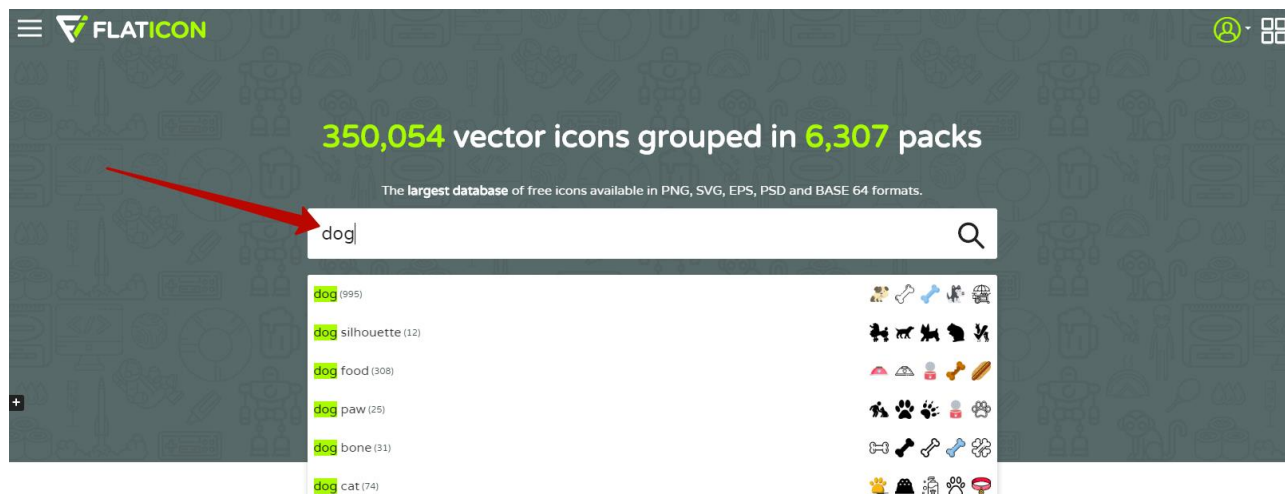 FLATICON
350,054 vector icons grouped in 6,307 packs
The largest database of free icons available in PNG, SVG, EPS, PSD and BASE 64 formats.
dog
dog (995)
dog silhouette (12)
dog food (308)
dog paw (25)
+
dog bone (31)
dog cat (74)